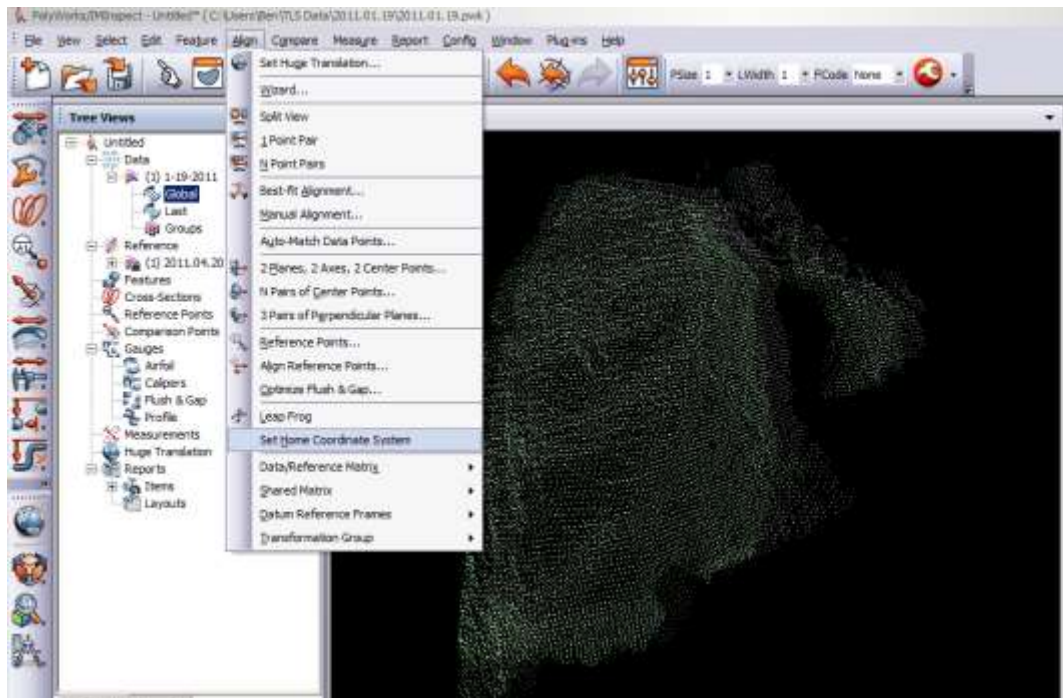 PolyWorks/IMInspect - Untitled* ( C:\Users\Ben\TLS Data\2011.01.19\2011.01.19.pwk )
File View Select Edit Feature Align Compare Measure Report Config Window Plug-ins Help
PSize 1 LWidth 1 PCode None
Tree Views
Untitled
Data
(1) 1-19-2011
Global
Last
Groups
Reference
(1) 2011.04.20
Features
Cross-Sections
Reference Points
Comparison Points
Gauges
Airfoil
Calipers
Flush & Gap
Profile
Measurements
Huge Translation
Reports
Items
Layouts
Set Huge Translation...
Wizard...
Split View
1 Point Pair
N Point Pairs
Best-fit Alignment...
Manual Alignment...
Auto-Match Data Points...
2 Planes, 2 Axes, 2 Center Points...
N Pairs of Center Points...
3 Pairs of Perpendicular Planes...
Reference Points...
Align Reference Points...
Optimize Flush & Gap...
Leap Frog
Set Home Coordinate System
Data/Reference Matrix
Shared Matrix
Datum Reference Frames
Transformation Group